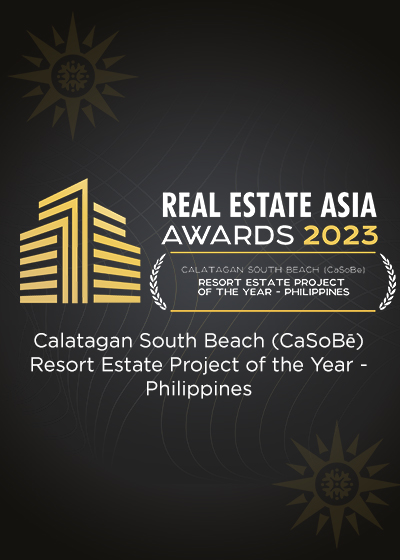 REAL ESTATE ASIA
AWARDS 2023
CALATAGAN SOUTH BEACH (CaSoBe)
RESORT ESTATE PROJECT
OF THE YEAR - PHILIPPINES
Calatagan South Beach (CaSoBē)
Resort Estate Project of the Year -
Philippines